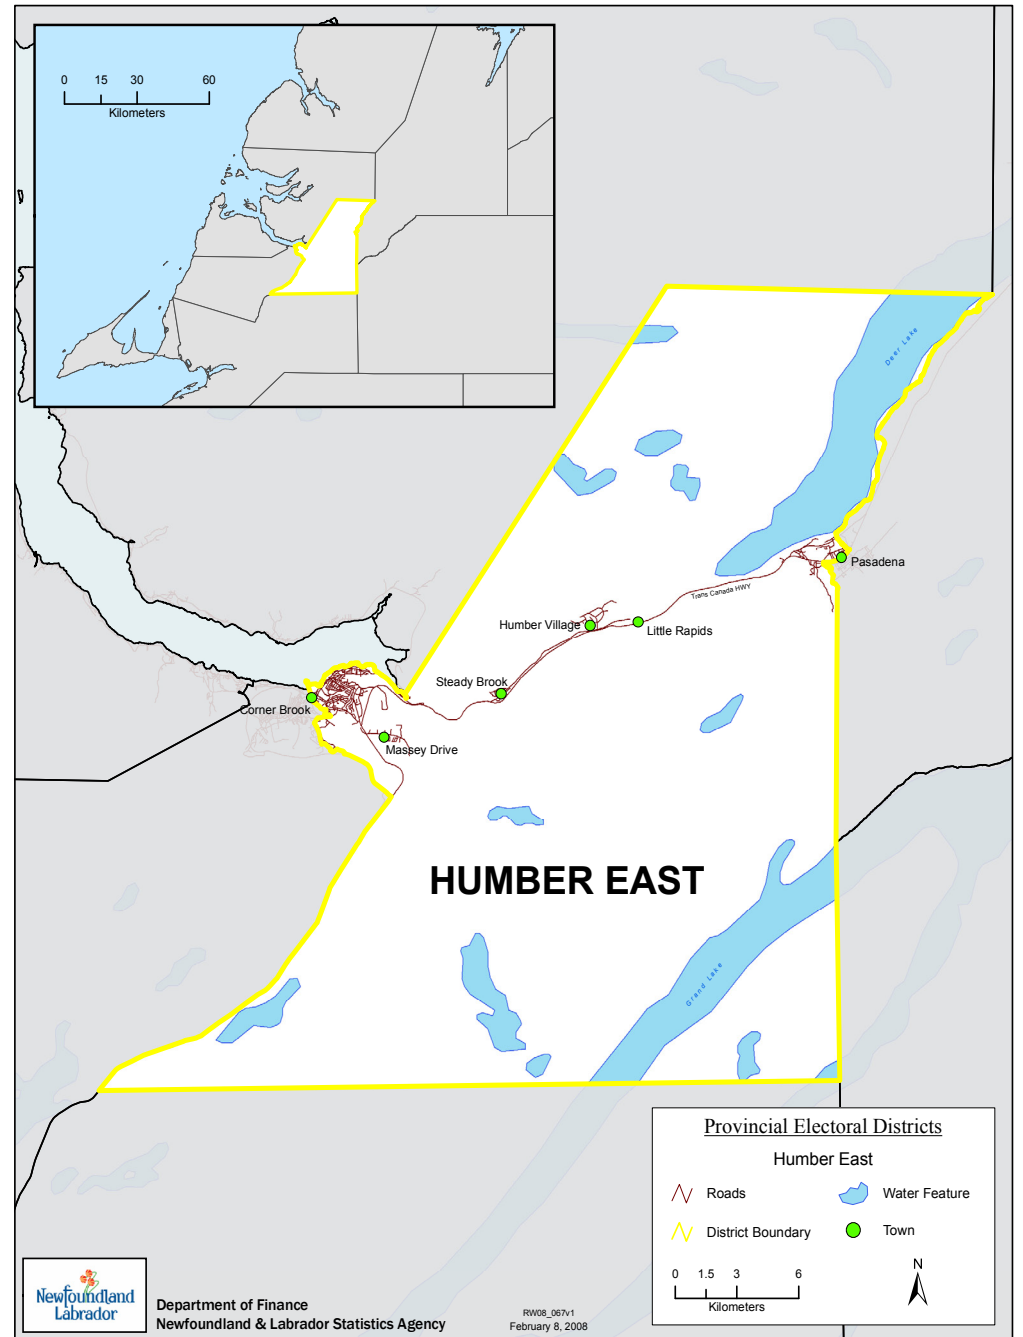 0 15 30 60
Kilometers
Deer Lake
Pasadena
Trans Canada HWY
Humber Village
Little Rapids
Steady Brook
Corner Brook
Massey Drive
HUMBER EAST
Grand Lake
Provincial Electoral Districts
Humber East
Roads
Water Feature
District Boundary
Town
N
0 1.5 3 6
Kilometers
Newfoundland
Labrador
Department of Finance
Newfoundland & Labrador Statistics Agency
RW08_067v1
February 8, 2008